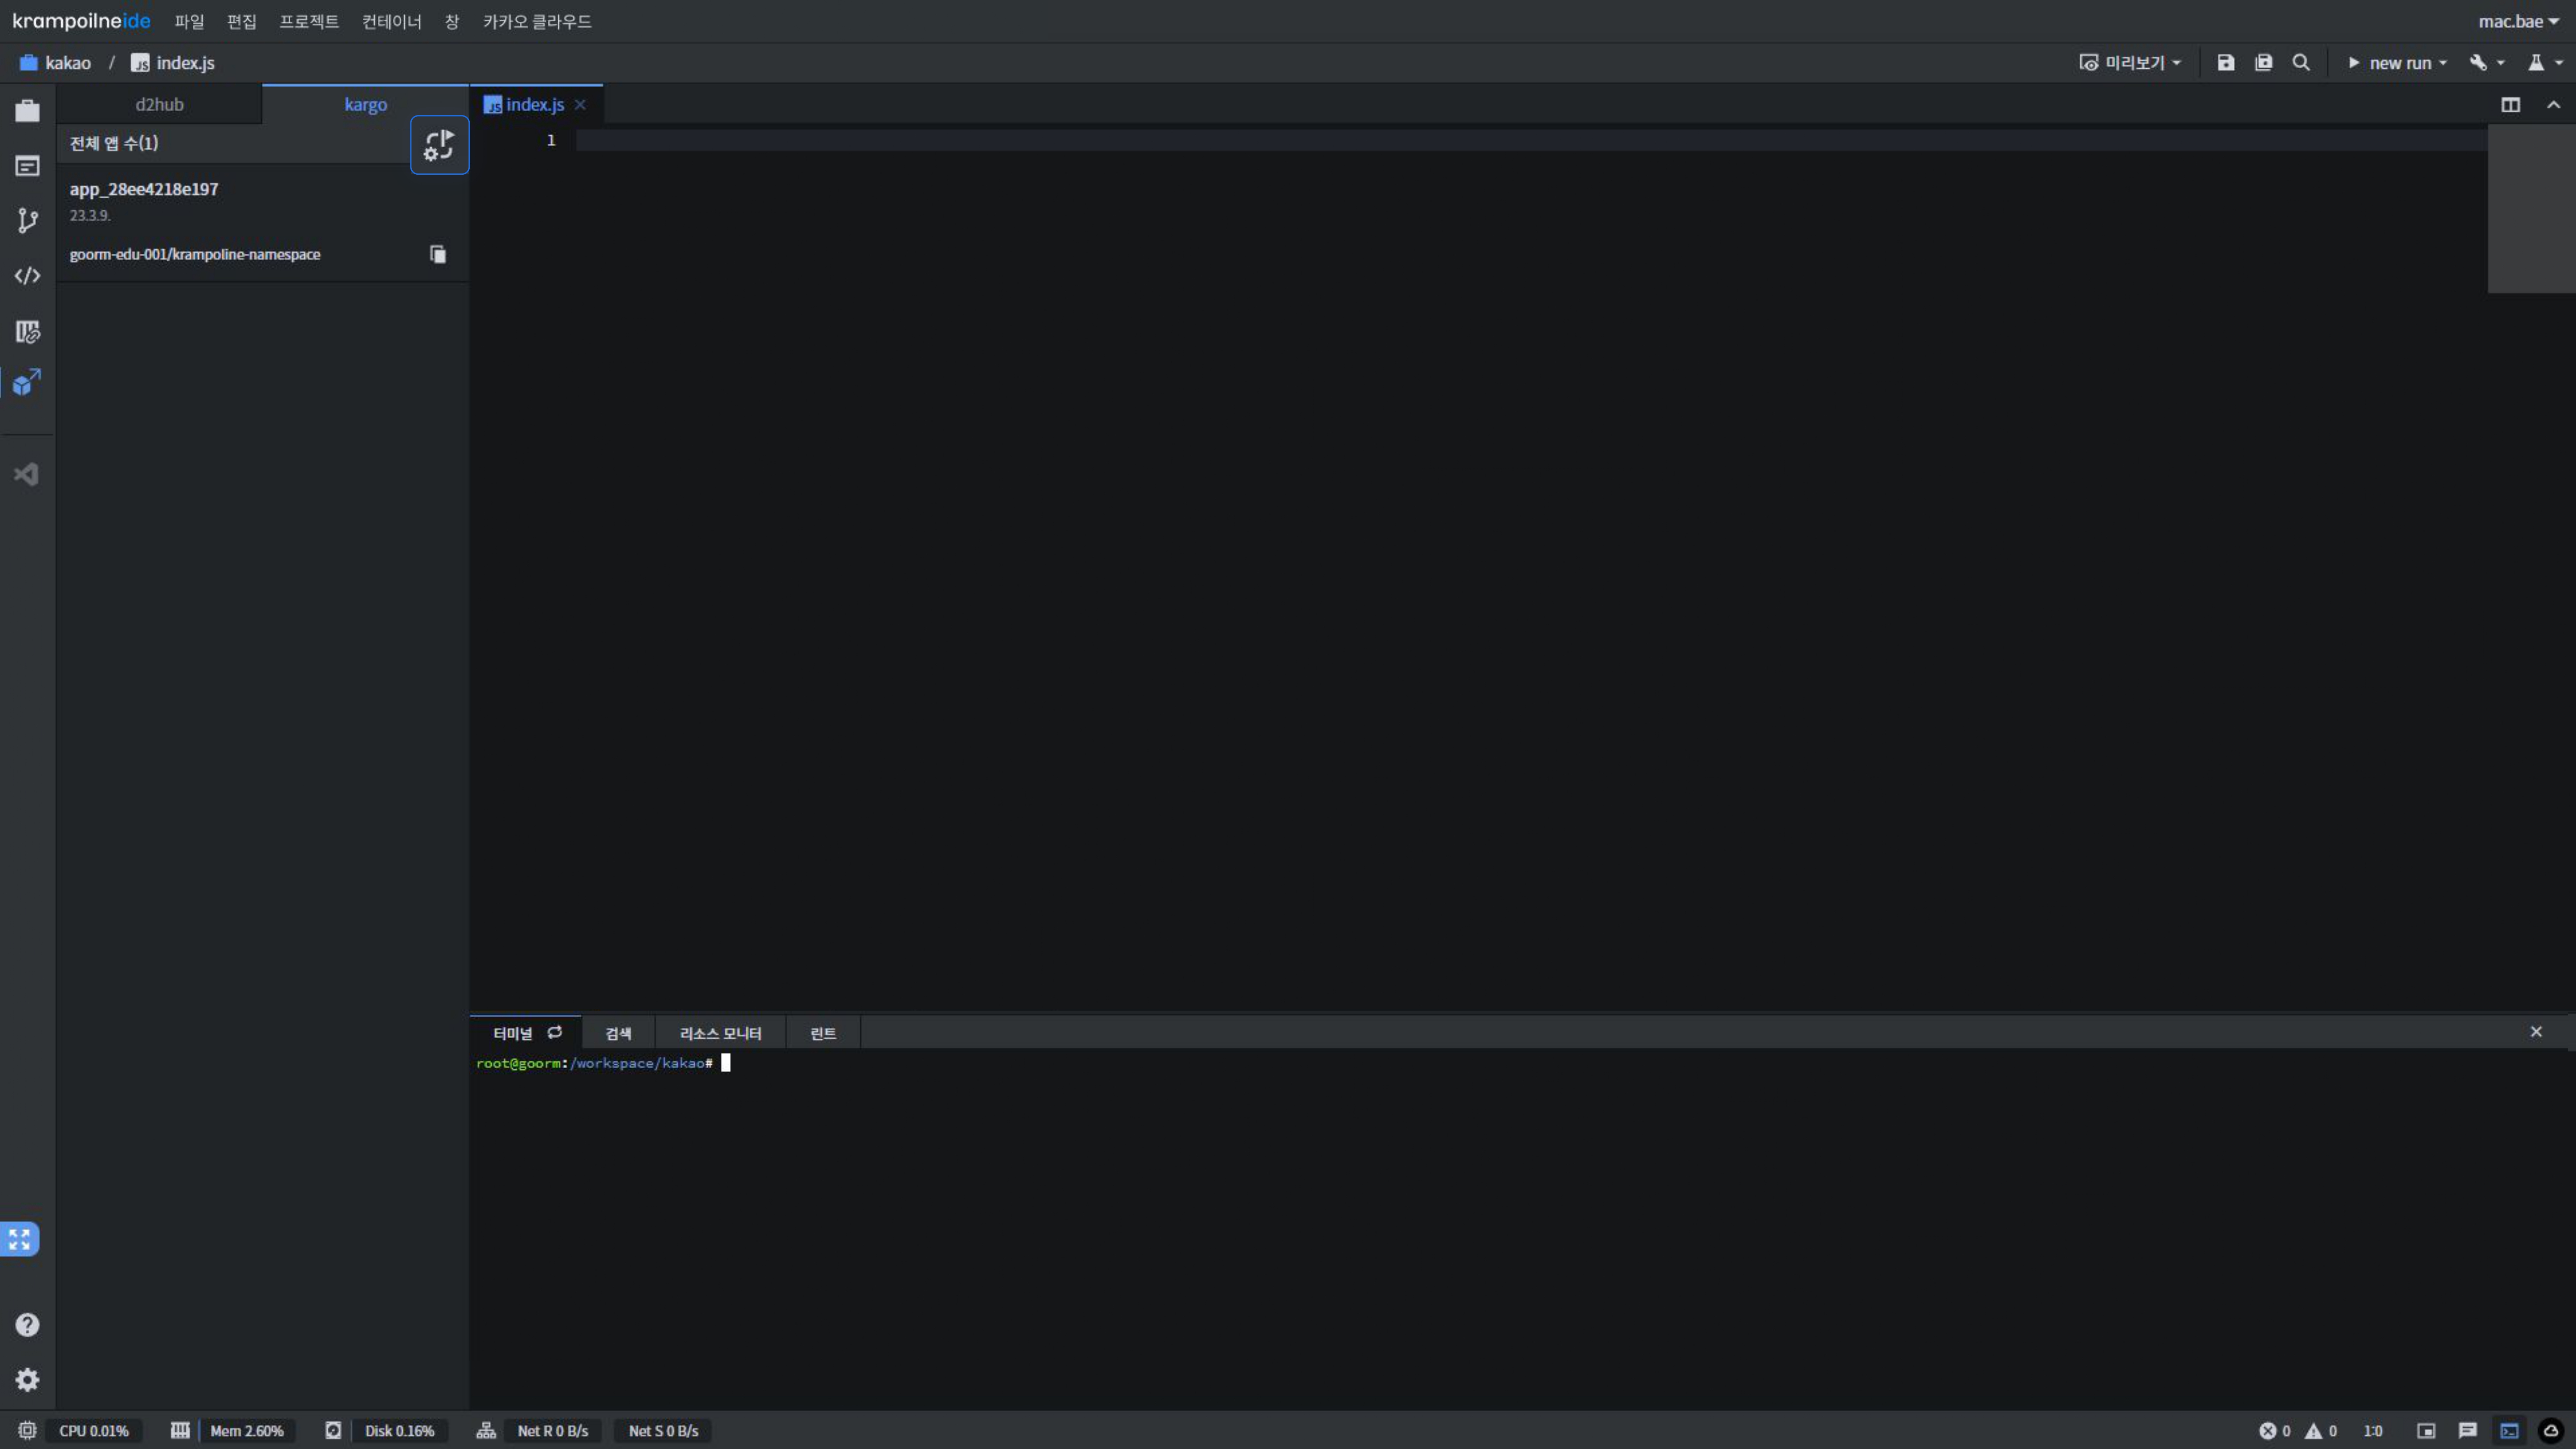 krampoilneide 파일 편집 프로젝트 컨테이너 창 카카오 클라우드 mac.bae
kakao / JS index.js 미리보기 new run
d2hub kargo JS index.js
전체 앱 수(1)
1
app_28ee4218e197
23.3.9.
goorm-edu-001/krampoline-namespace
터미널 검색 리소스 모니터 린트
root@goorm:/workspace/kakao#
CPU 0.01% Mem 2.60% Disk 0.16% Net R 0 B/s Net S 0 B/s 0 0 1:0